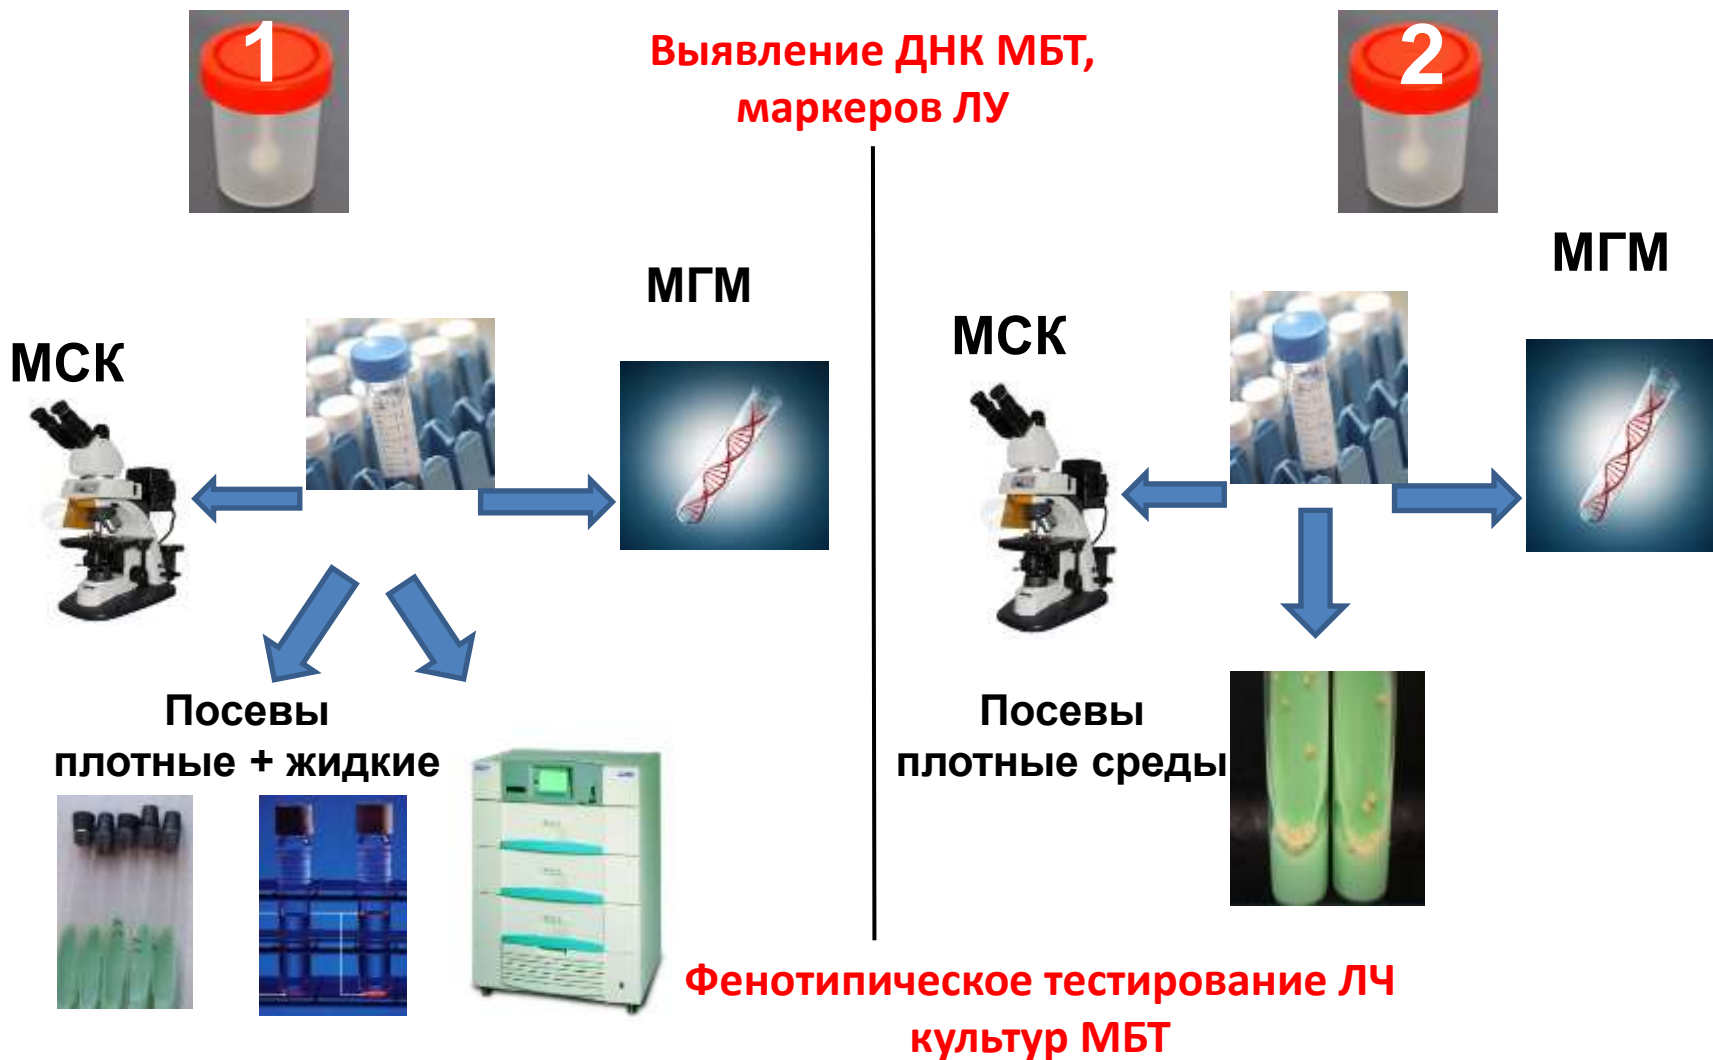 1
Выявление ДНК МБТ,
маркеров ЛУ
2
МСК
МГМ
Посевы
плотные + жидкие
МСК
МГМ
Посевы
плотные среды
Фенотипическое тестирование ЛЧ
культур МБТ